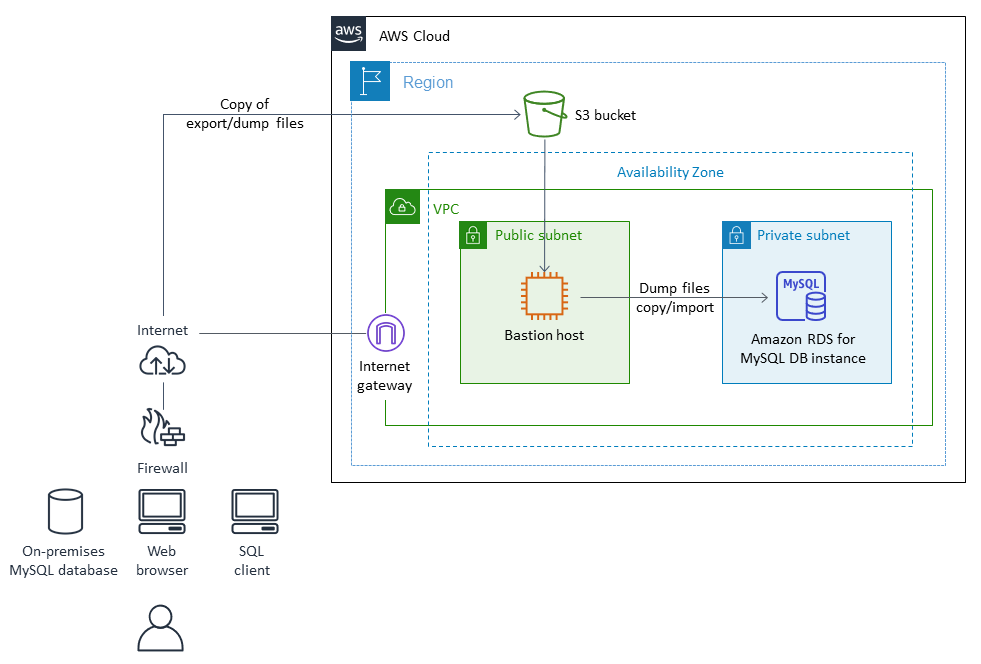 aws
AWS Cloud
Region
Copy of
export/dump files
S3 bucket
Availability Zone
VPC
Public subnet
Private subnet
MySQL
Dump files
copy/import
Bastion host
Amazon RDS for
MySQL DB instance
Internet
Internet
gateway
Firewall
On-premises
MySQL database
Web
browser
SQL
client